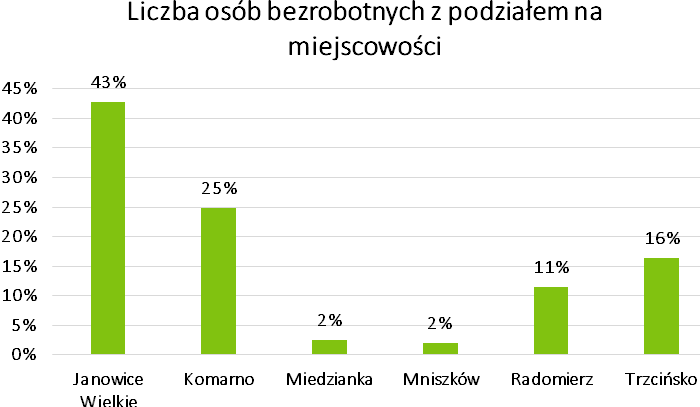 Liczba osób bezrobotnych z podziałem na
miejscowości
45%
40%
35%
30%
25%
20%
15%
10%
5%
0%
43%
25%
2%
2%
11%
16%
Janowice
Wielkie
Komarno
Miedzianka
Mniszków
Radomierz
Trzcińsko